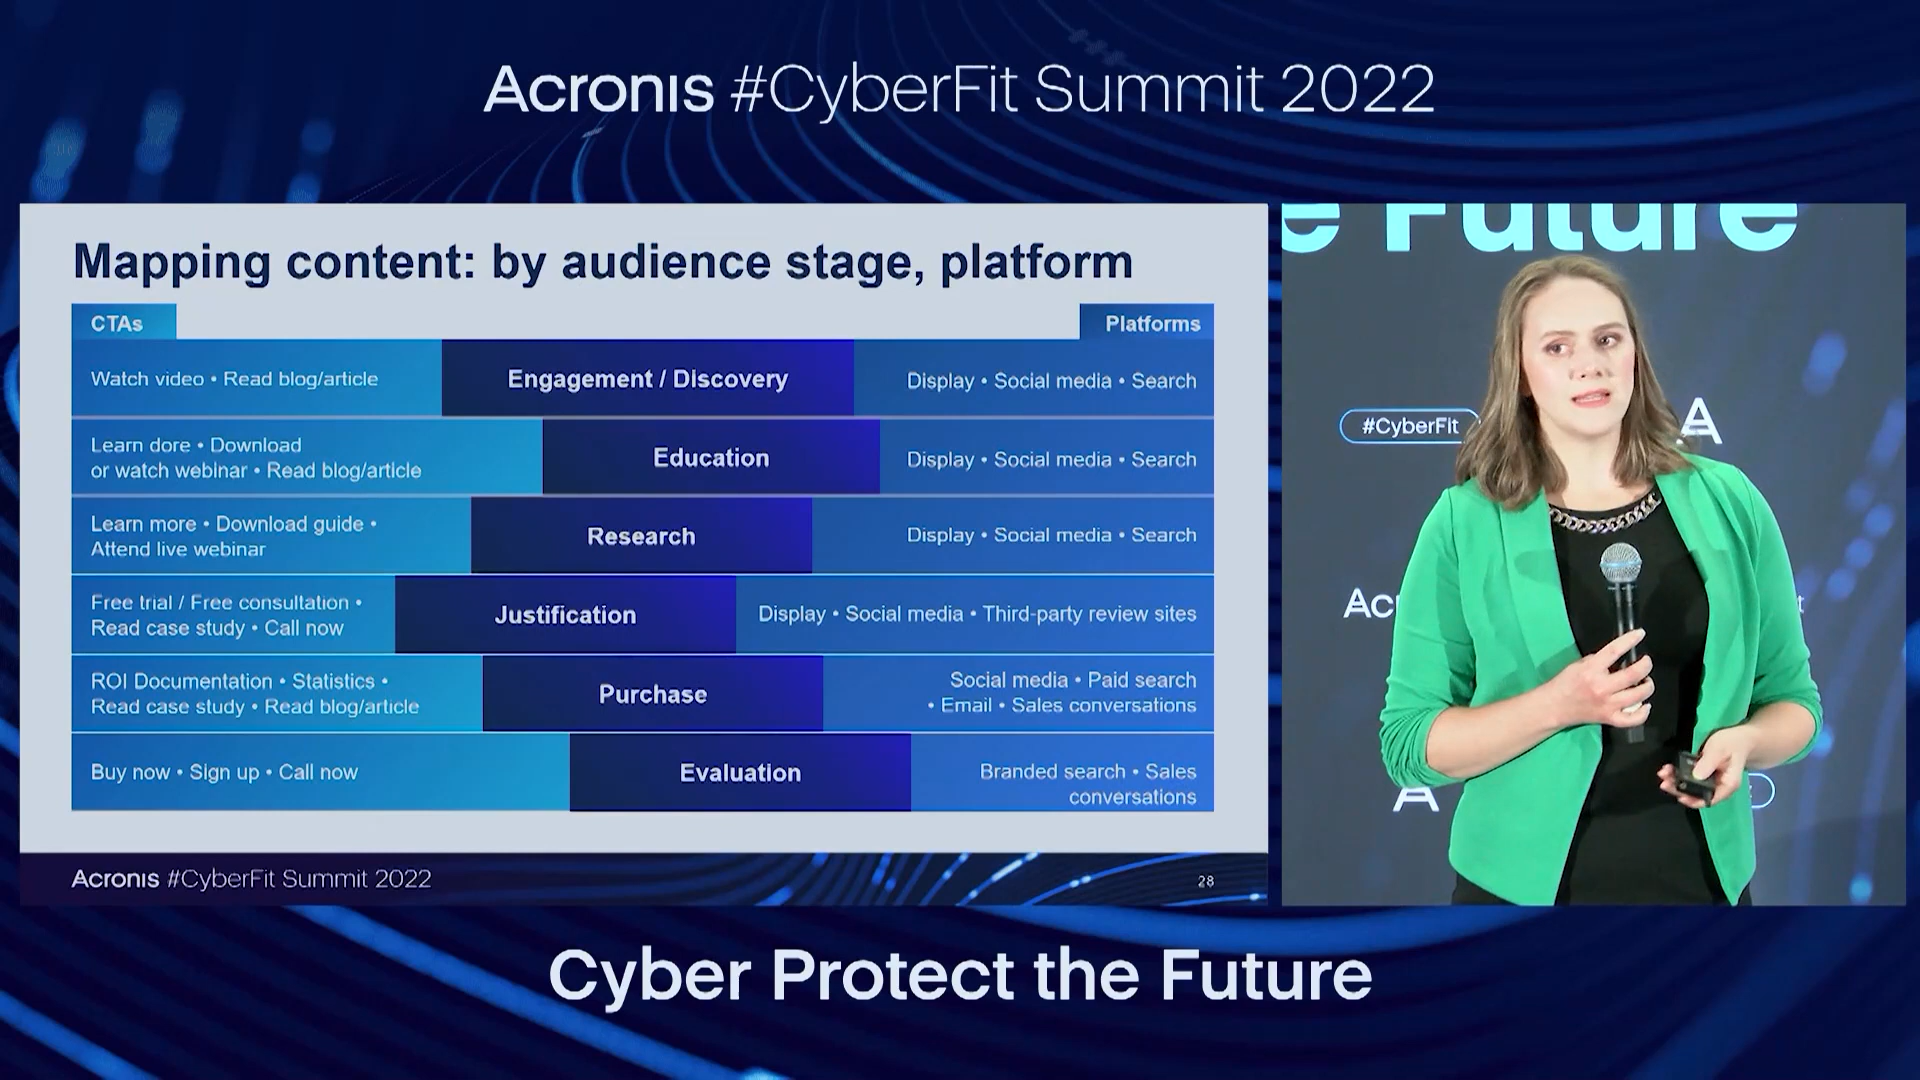 Acronis #CyberFit Summit 2022
Mapping content: by audience stage, platform
CTAs
Platforms
Watch video • Read blog/article
Engagement / Discovery
Display • Social media • Search
Learn dore • Download
or watch webinar • Read blog/article
Education
Display • Social media • Search
Learn more • Download guide •
Attend live webinar
Research
Display • Social media • Search
Free trial / Free consultation •
Read case study • Call now
Justification
Display • Social media • Third-party review sites
ROI Documentation • Statistics •
Read case study • Read blog/article
Purchase
Social media • Paid search
• Email • Sales conversations
Buy now • Sign up • Call now
Evaluation
Branded search • Sales
conversations
Acronis #CyberFit Summit 2022
28
e Future
#CyberFit
A
Acr
A
Cyber Protect the Future